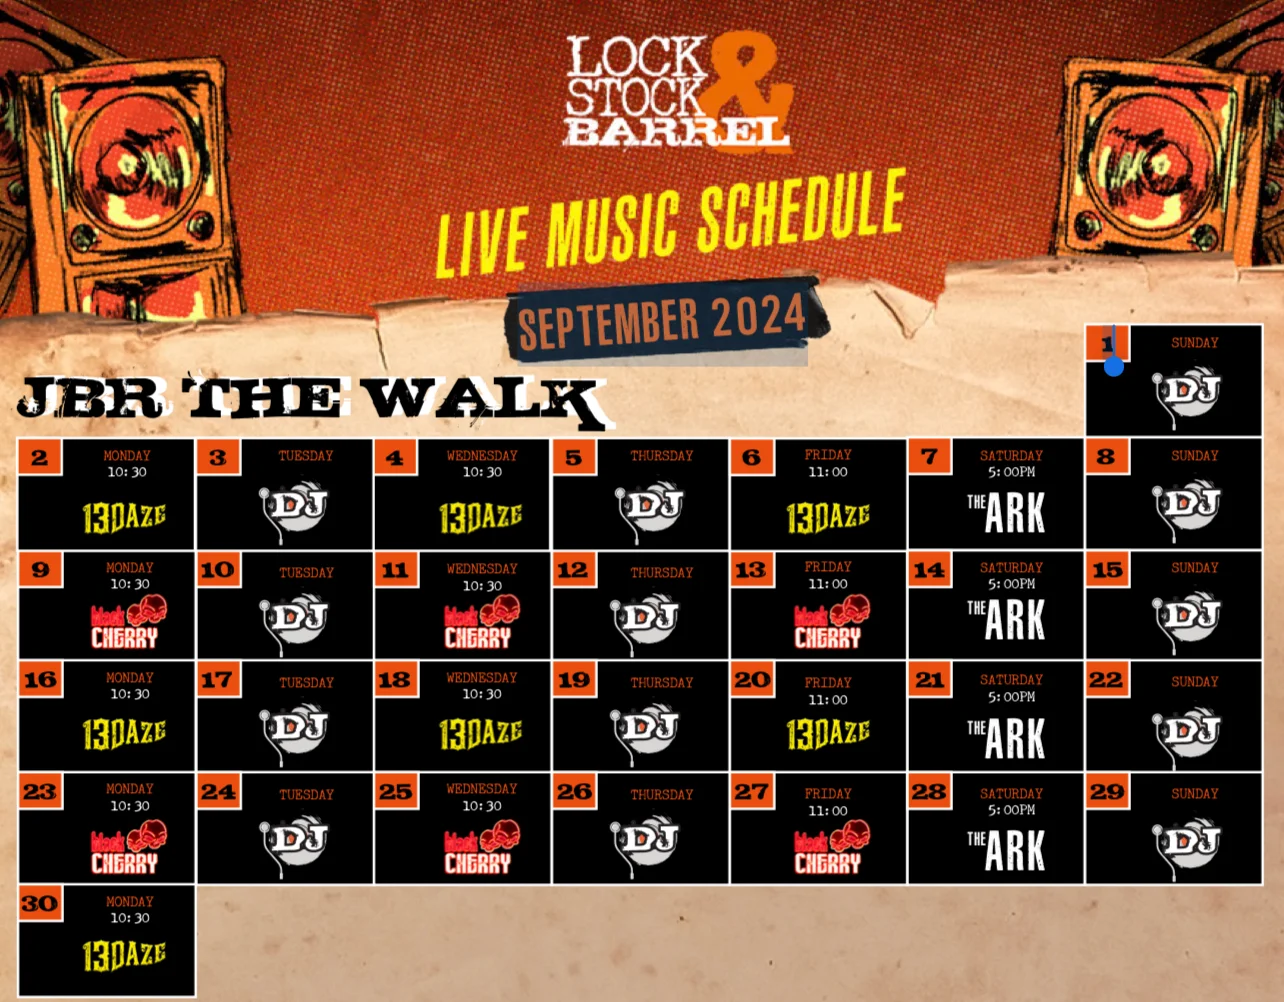 LOCK &
STOCK
BARREL
LIVE MUSIC SCHEDULE
SEPTEMBER 2024
JBR THE WALK
1 SUNDAY
DJ
2 MONDAY
10:30
13DAZE
3 TUESDAY
DJ
4 WEDNESDAY
10:30
13DAZE
5 THURSDAY
DJ
6 FRIDAY
11:00
13DAZE
7 SATURDAY
5:00PM
THE ARK
8 SUNDAY
DJ
9 MONDAY
10:30
black
CHERRY
10 TUESDAY
DJ
11 WEDNESDAY
10:30
black
CHERRY
12 THURSDAY
DJ
13 FRIDAY
11:00
black
CHERRY
14 SATURDAY
5:00PM
THE ARK
15 SUNDAY
DJ
16 MONDAY
10:30
13DAZE
17 TUESDAY
DJ
18 WEDNESDAY
10:30
13DAZE
19 THURSDAY
DJ
20 FRIDAY
11:00
13DAZE
21 SATURDAY
5:00PM
THE ARK
22 SUNDAY
DJ
23 MONDAY
10:30
black
CHERRY
24 TUESDAY
DJ
25 WEDNESDAY
10:30
black
CHERRY
26 THURSDAY
DJ
27 FRIDAY
11:00
black
CHERRY
28 SATURDAY
5:00PM
THE ARK
29 SUNDAY
DJ
30 MONDAY
10:30
13DAZE